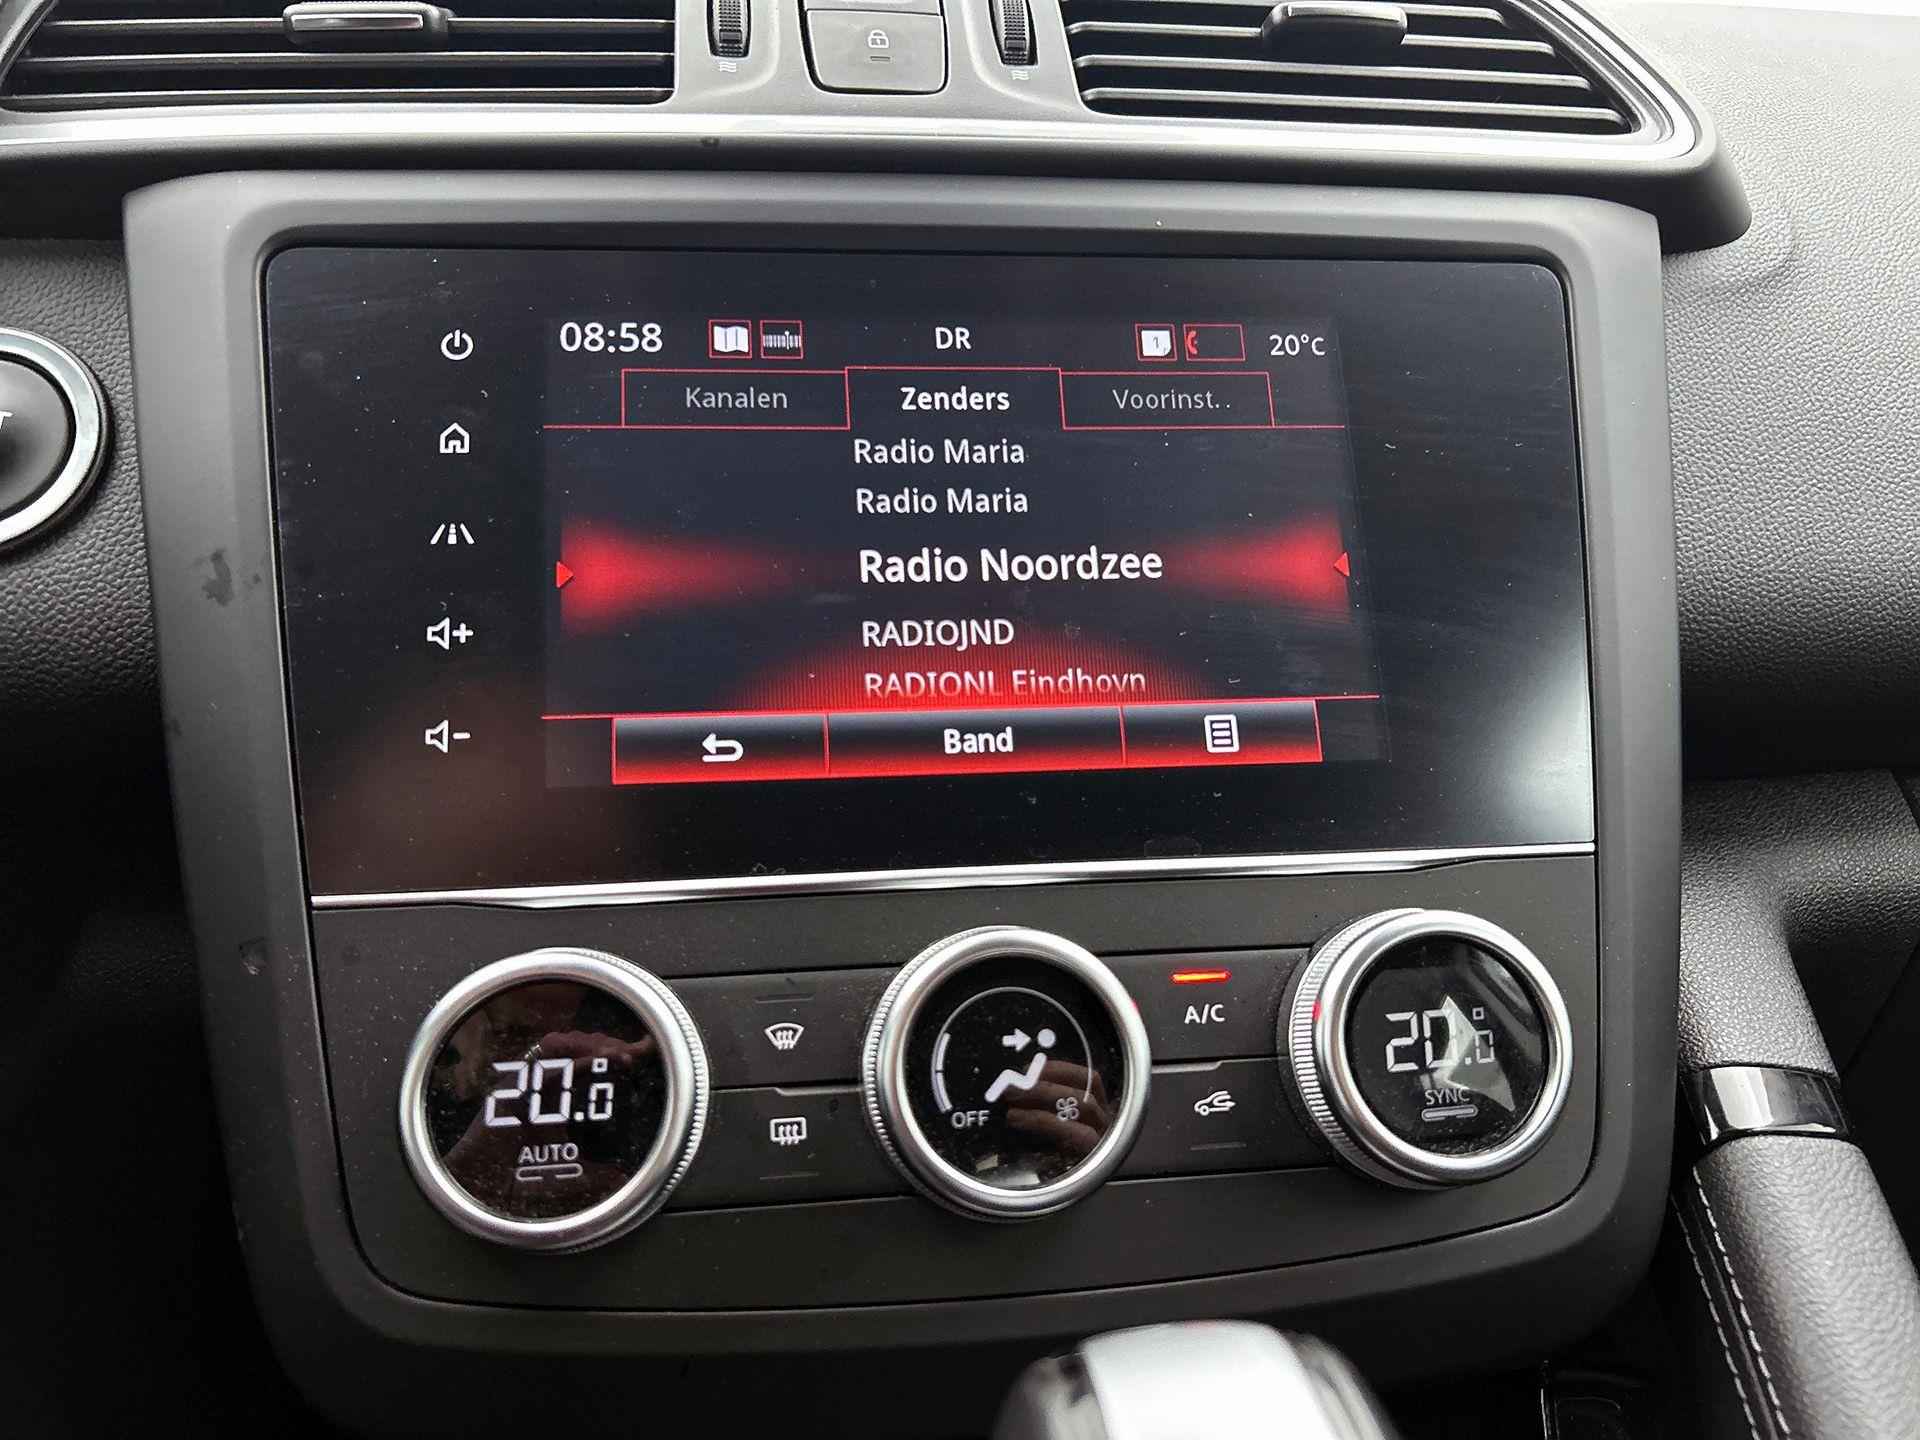 08:58 DR 1 20°C
Kanalen Zenders Voorinst..
Radio Maria
Radio Maria
Radio Noordzee
RADIOJND
RADIONL Eindhovn
Band
20.0°
AUTO
OFF
A/C
20.0°
SYNC